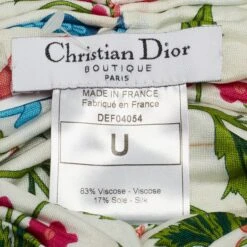 Christian Dior
BOUTIQUE
PARIS
MADE IN FRANCE
Fabriqué en France
DEF04054
U
83% Viscose - Viscose
17% Soie - Silk